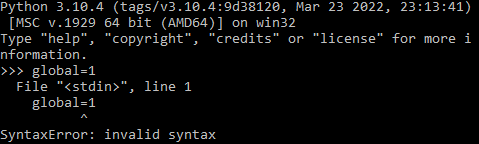 Python 3.10.4 (tags/v3.10.4:9d38120, Mar 23 2022, 23:13:41)
 [MSC v.1929 64 bit (AMD64)] on win32
Type "help", "copyright", "credits" or "license" for more i
nformation.
>>> global=1
  File "<stdin>", line 1
    global=1
          ^
SyntaxError: invalid syntax